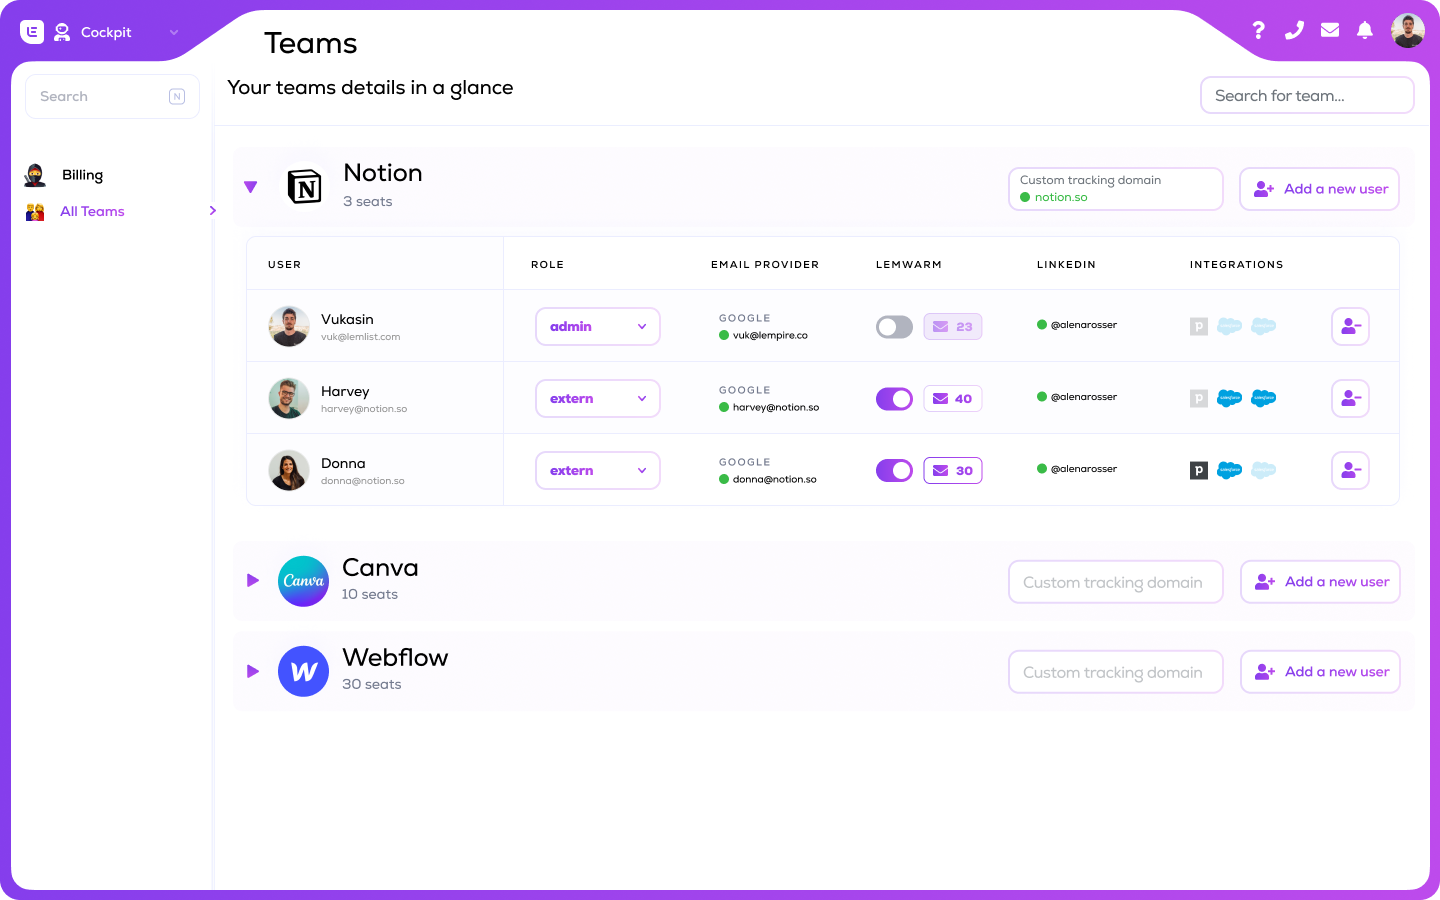 Cockpit
Teams
Search
N
Your teams details in a glance
Search for team...
Billing
All Teams
N
Notion
3 seats
Custom tracking domain
notion.so
Add a new user
USER
ROLE
EMAIL PROVIDER
LEMWARM
LINKEDIN
INTEGRATIONS
Vukasin
vuk@lemlist.com
admin
GOOGLE
vuk@lempire.co
23
@alenarosser
p
Harvey
harvey@notion.so
extern
GOOGLE
harvey@notion.so
40
@alenarosser
p
salesforce
salesforce
Donna
donna@notion.so
extern
GOOGLE
donna@notion.so
30
@alenarosser
p
salesforce
Canva
Canva
10 seats
Custom tracking domain
Add a new user
W
Webflow
30 seats
Custom tracking domain
Add a new user